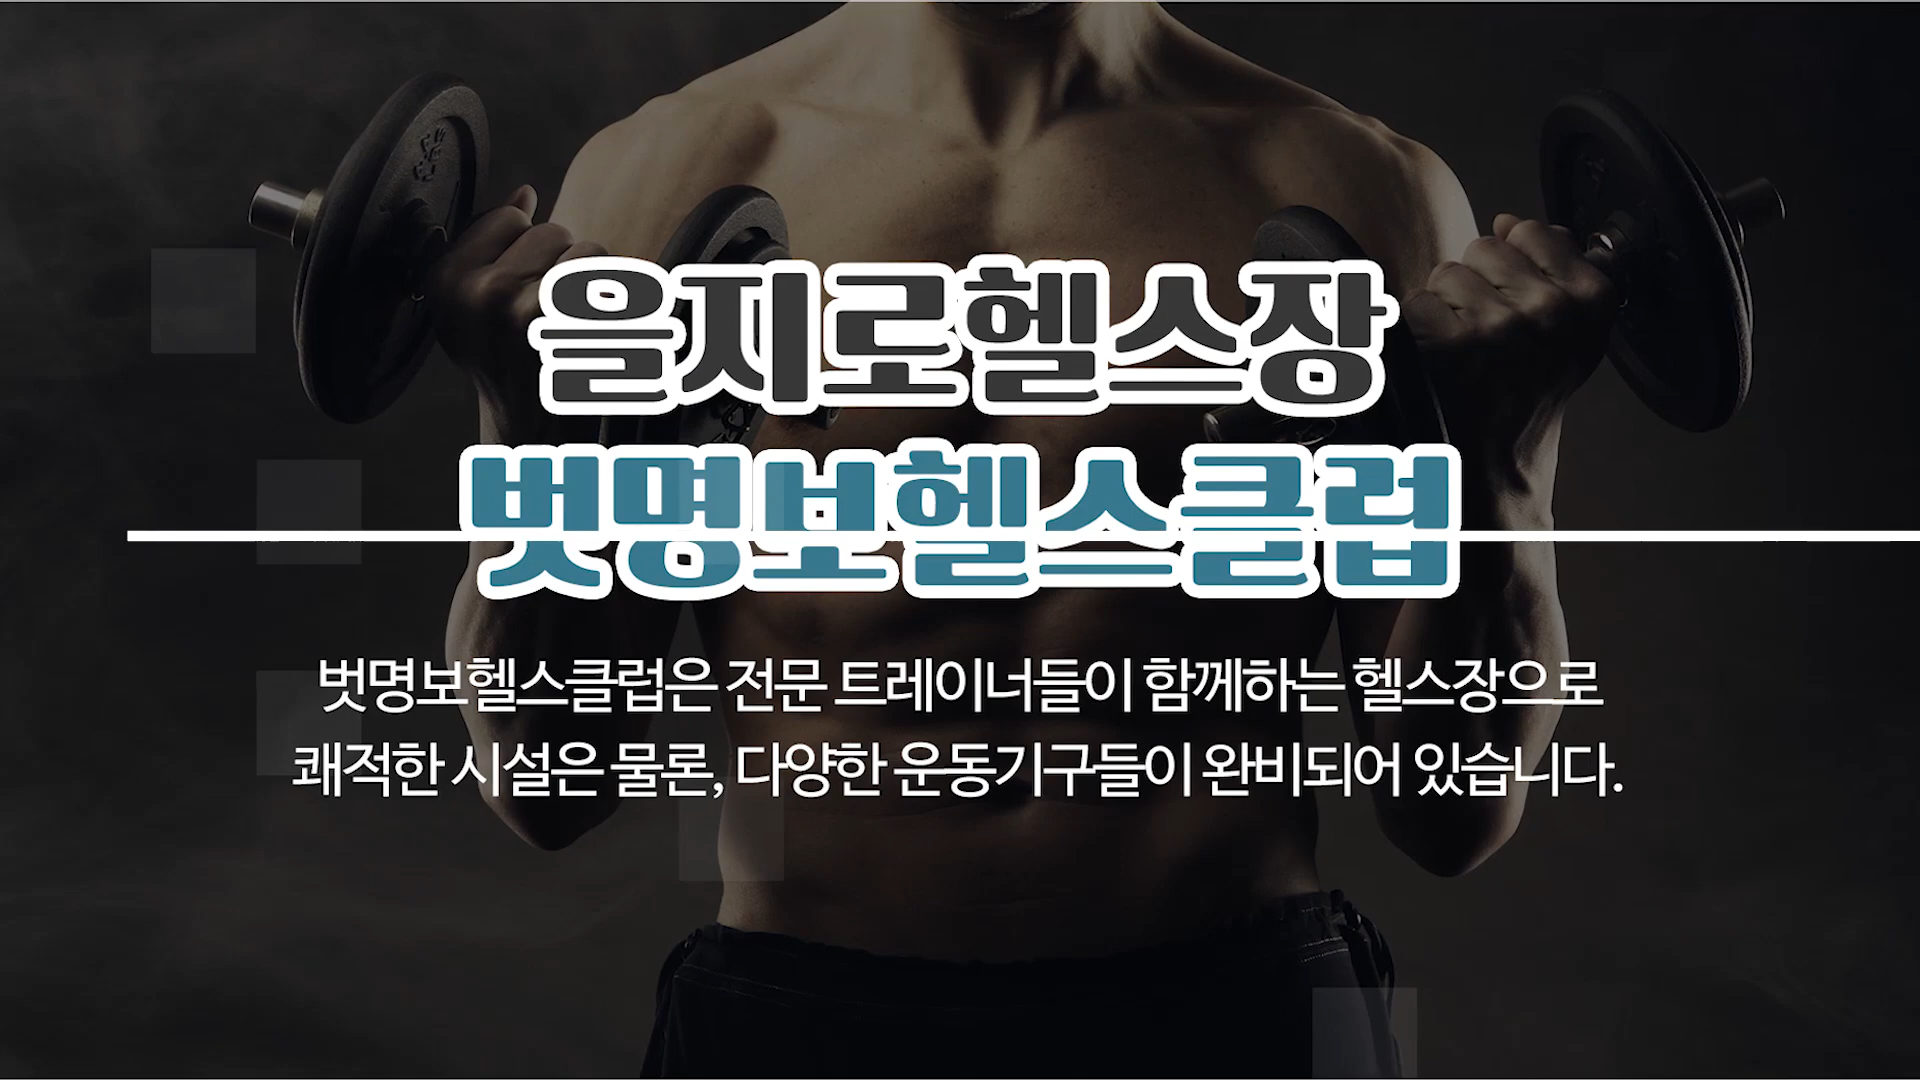 을지로헬스장
벗명보헬스클럽
벗명보헬스클럽은 전문 트레이너들이 함께하는 헬스장으로
쾌적한 시설은 물론, 다양한 운동기구들이 완비되어 있습니다.